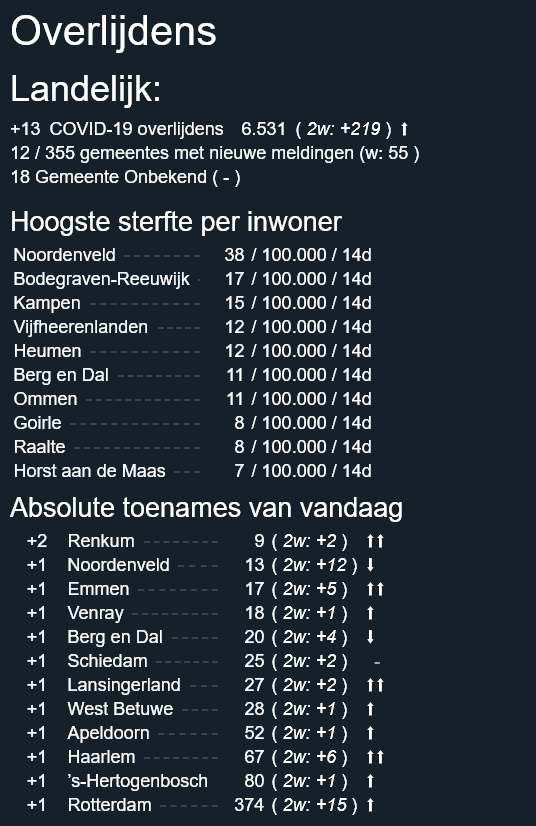 Overlijdens
Landelijk:
+13 COVID-19 overlijdens 6.531 ( 2w: +219 ) ⬆
12 / 355 gemeentes met nieuwe meldingen (w: 55 )
18 Gemeente Onbekend ( - )
Hoogste sterfte per inwoner
Noordenveld -------- 38 / 100.000 / 14d
Bodegraven-Reeuwijk - 17 / 100.000 / 14d
Kampen ----------- 15 / 100.000 / 14d
Vijfheerenlanden ----- 12 / 100.000 / 14d
Heumen ----------- 12 / 100.000 / 14d
Berg en Dal --------- 11 / 100.000 / 14d
Ommen ----------- 11 / 100.000 / 14d
Goirle ------------- 8 / 100.000 / 14d
Raalte ------------- 8 / 100.000 / 14d
Horst aan de Maas --- 7 / 100.000 / 14d
Absolute toenames van vandaag
+2 Renkum -------- 9 ( 2w: +2 ) ⬆⬆
+1 Noordenveld ---- 13 ( 2w: +12 ) ⬇
+1 Emmen --------- 17 ( 2w: +5 ) ⬆⬆
+1 Venray --------- 18 ( 2w: +1 ) ⬆
+1 Berg en Dal ----- 20 ( 2w: +4 ) ⬇
+1 Schiedam ------- 25 ( 2w: +2 ) -
+1 Lansingerland --- 27 ( 2w: +2 ) ⬆⬆
+1 West Betuwe ---- 28 ( 2w: +1 ) ⬆
+1 Apeldoorn ------- 52 ( 2w: +1 ) ⬆
+1 Haarlem -------- 67 ( 2w: +6 ) ⬆⬆
+1 's-Hertogenbosch 80 ( 2w: +1 ) ⬆
+1 Rotterdam ------ 374 ( 2w: +15 ) ⬆